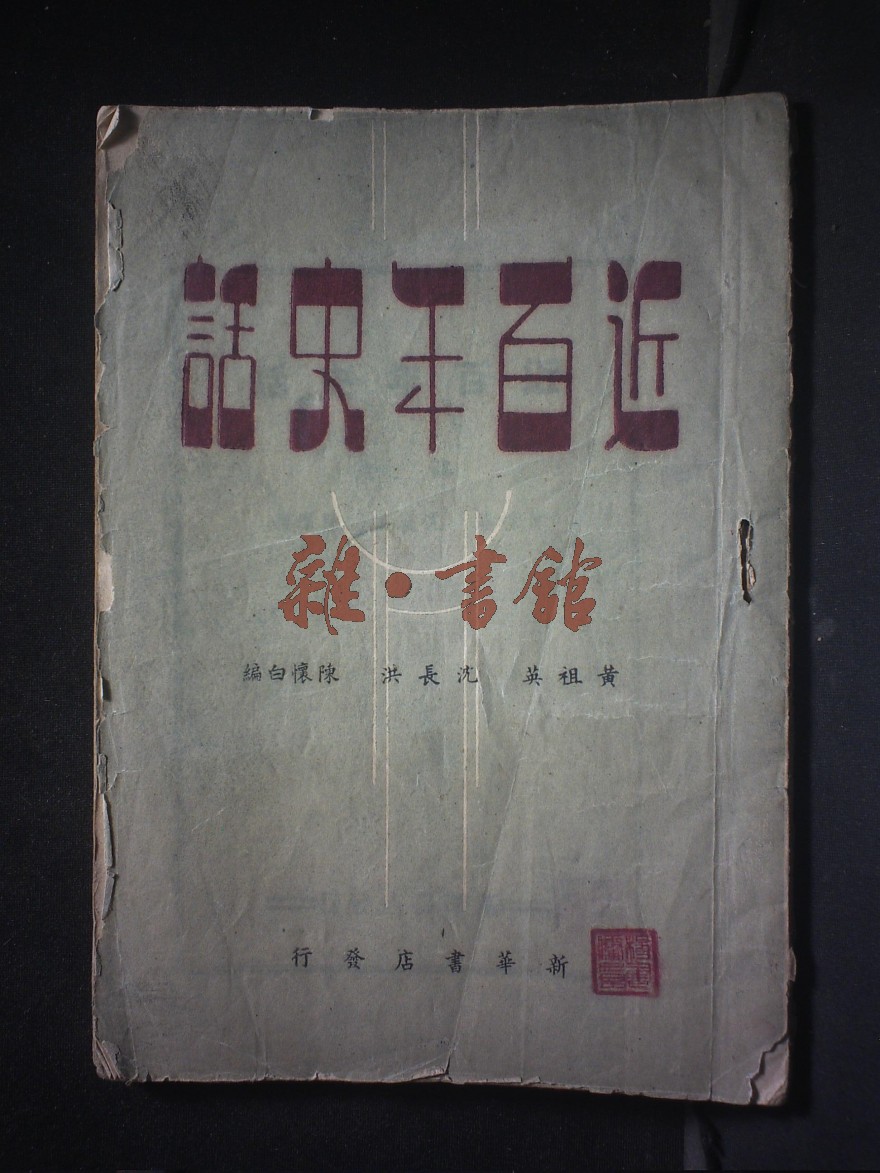 近百年史話
雜·書館
黃祖英 沈長洪 陳懷白編
新華書店發行